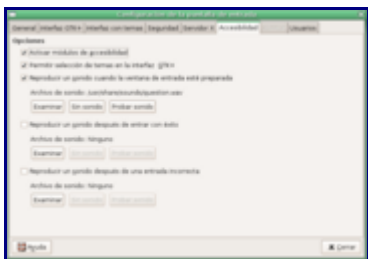 Configuración de la pantalla de entrada
General Interfaz GTK+ Interfaz con temas Seguridad Servidor X Accesibilidad Usuarios
Opciones
Activar módulos de accesibilidad
Permitir selección de temas en la interfaz GTK+
Reproducir un sonido cuando la ventana de entrada está preparada
Archivo de sonido: /usr/share/sounds/question.wav
Examinar Sin sonido Probar sonido
Reproducir un sonido después de entrar con éxito
Archivo de sonido: Ninguno
Examinar Sin sonido Probar sonido
Reproducir un sonido después de una entrada incorrecta
Archivo de sonido: Ninguno
Examinar Sin sonido Probar sonido
Ayuda Cerrar